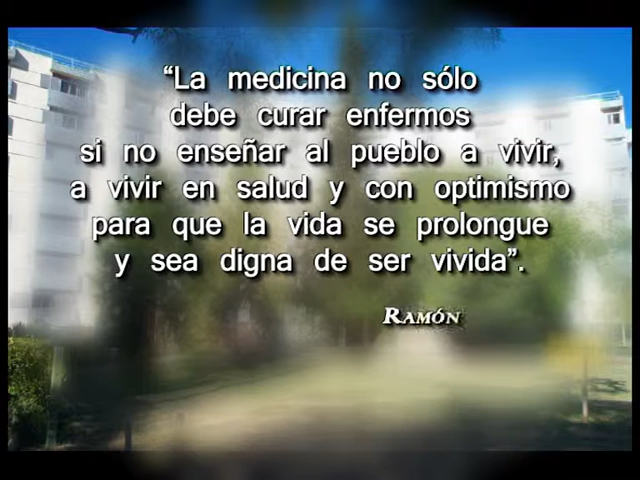 “La medicina no sólo
debe curar enfermos
si no enseñar al pueblo a vivir,
a vivir en salud y con optimismo
para que la vida se prolongue
y sea digna de ser vivida”.
Ramón